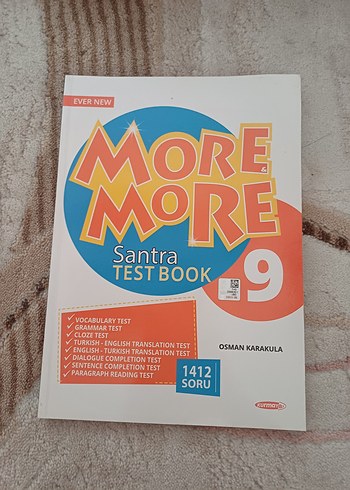 EVER NEW
MORE &
MORE
Santra
TEST BOOK
9
VOCABULARY TEST
GRAMMAR TEST
CLOZE TEST
TURKISH - ENGLISH TRANSLATION TEST
ENGLISH - TURKISH TRANSLATION TEST
DIALOGUE COMPLETION TEST
SENTENCE COMPLETION TEST
PARAGRAPH READING TEST
OSMAN KARAKULA
1412
SORU
kurmay